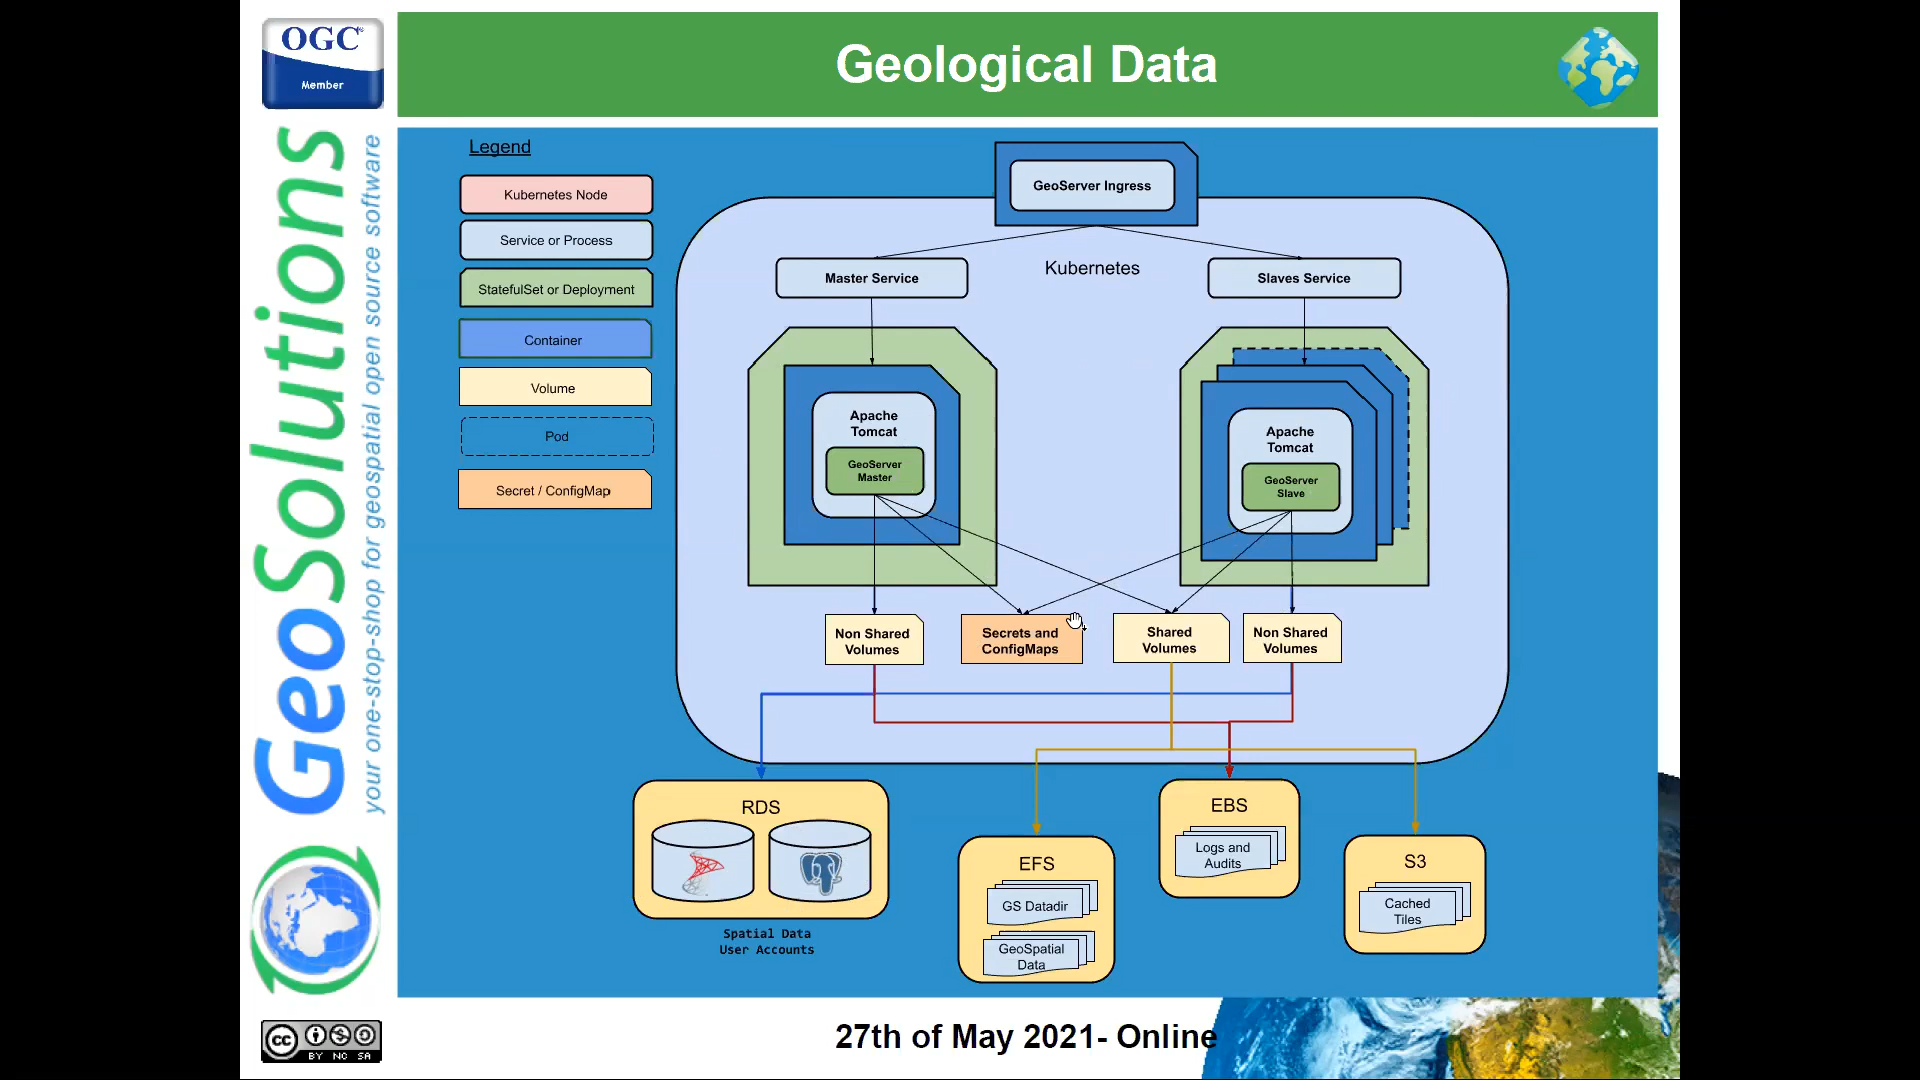 OGC
Member
Geological Data
GeoSolutions
your one-stop-shop for geospatial open source software
Legend
Kubernetes Node
Service or Process
StatefulSet or Deployment
Container
Volume
Pod
Secret / ConfigMap
GeoServer Ingress
Kubernetes
Master Service
Slaves Service
Apache
Tomcat
GeoServer
Master
Apache
Tomcat
GeoServer
Slave
Non Shared
Volumes
Secrets and
ConfigMaps
Shared
Volumes
Non Shared
Volumes
RDS
Spatial Data
User Accounts
EFS
GS Datadir
GeoSpatial
Data
EBS
Logs and
Audits
S3
Cached
Tiles
cc
BY NC SA
27th of May 2021- Online